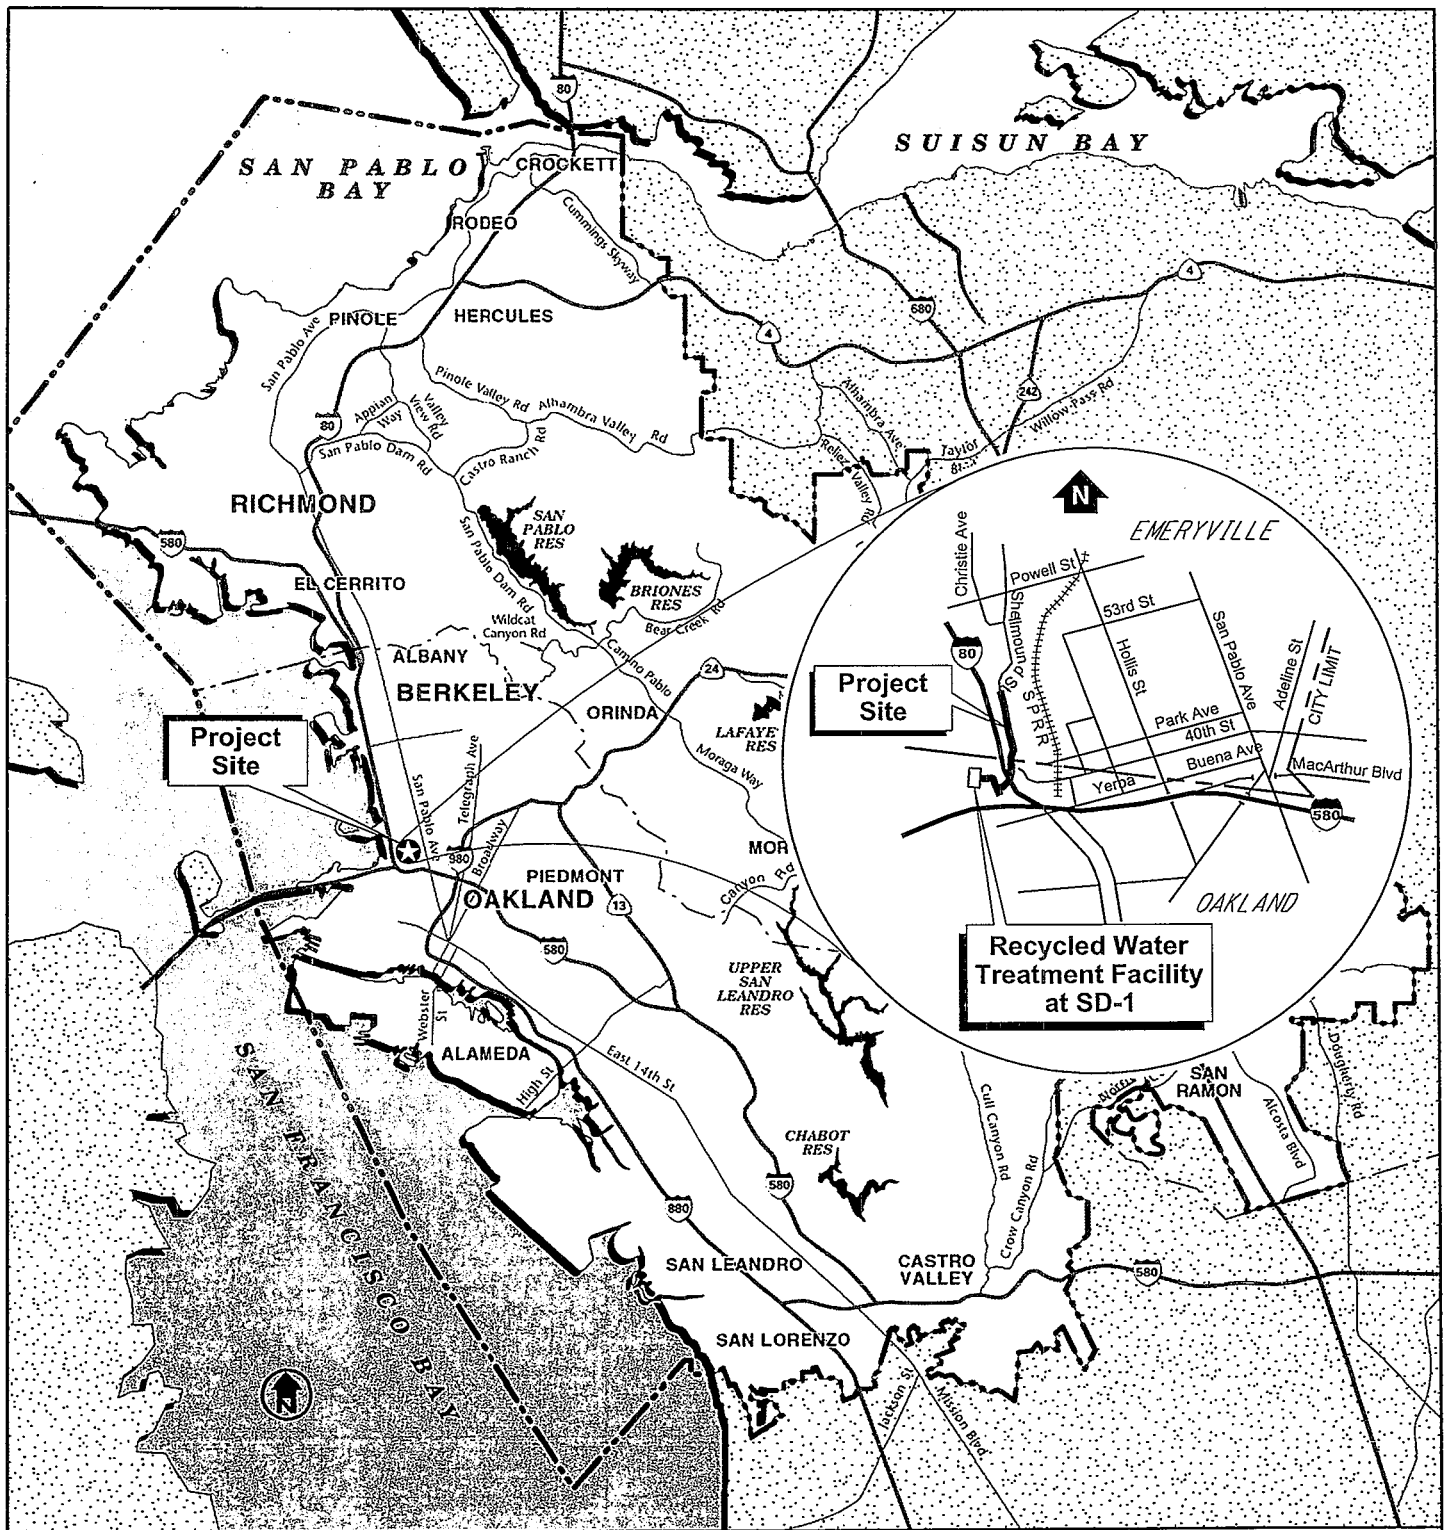 80
SUISUN BAY
SAN PABLO
BAY
CROCKETT
RODEO
Cummings Skyway
4
680
PINOLE
HERCULES
San Pablo Ave
4
242
Willow Pass Rd
Pinole Valley Rd
Alhambra Valley Rd
Alhambra Ave
Appian
Way
Valley
View Rd
80
San Pablo Dam Rd
Castro Ranch
Rd
Reliez Valley Rd
Taylor
RICHMOND
SAN
PABLO
RES
San Pablo Dam Rd
580
EL CERRITO
BRIONES
RES
Bear Creek Rd
Wildcat
Canyon Rd
Camino Pablo
ALBANY
BERKELEY
24
ORINDA
LAFAYE
RES
Moraga Way
Project
Site
San Pablo Ave
Telegraph Ave
Broadway
980
MOR
Canyon Rd
PIEDMONT
OAKLAND
13
580
UPPER
SAN
LEANDRO
RES
Webster
St
ALAMEDA
High St
East 14th St
SAN FRANCISCO BAY
CHABOT
RES
580
880
Cull Canyon Rd
Crow Canyon Rd
SAN
RAMON
Alcosta Blvd
Dougherty Rd
SAN LEANDRO
CASTRO
VALLEY
580
SAN LORENZO
Jackson St
Mission Blvd
N
N
EMERYVILLE
Christie Ave
Powell St
Shellmound St
53rd St
SPRR
Hollis St
San Pablo Ave
Adeline St
CITY LIMIT
80
Project
Site
Park Ave
40th St
Yerba Buena Ave
MacArthur Blvd
580
OAKLAND
Recycled Water
Treatment Facility
at SD-1